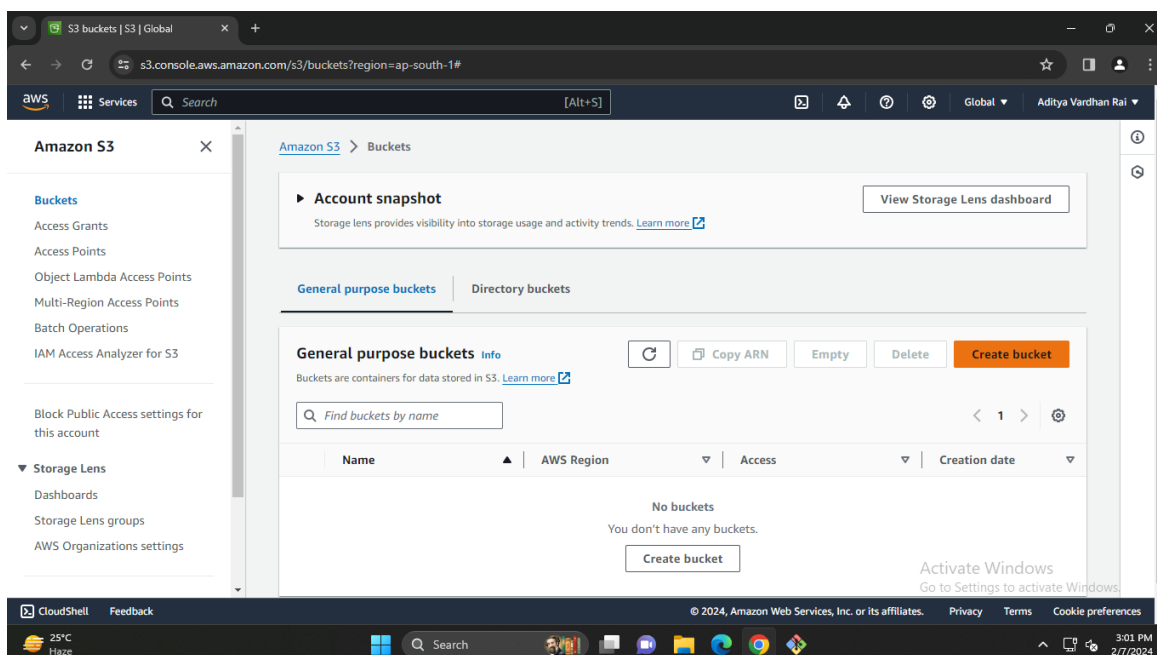 S3 buckets | S3 | Global
s3.console.aws.amazon.com/s3/buckets?region=ap-south-1#
aws Services Search [Alt+S] Global Aditya Vardhan Rai
Amazon S3
Buckets
Access Grants
Access Points
Object Lambda Access Points
Multi-Region Access Points
Batch Operations
IAM Access Analyzer for S3
Block Public Access settings for
this account
Storage Lens
Dashboards
Storage Lens groups
AWS Organizations settings
Amazon S3 > Buckets
Account snapshot
View Storage Lens dashboard
Storage lens provides visibility into storage usage and activity trends. Learn more
General purpose buckets Directory buckets
General purpose buckets Info
Copy ARN Empty Delete Create bucket
Buckets are containers for data stored in S3. Learn more
Find buckets by name
1
Name AWS Region Access Creation date
No buckets
You don't have any buckets.
Create bucket
Activate Windows
Go to Settings to activate Windows.
CloudShell Feedback © 2024, Amazon Web Services, Inc. or its affiliates. Privacy Terms Cookie preferences
25°C
Haze
Search
3:01 PM
2/7/2024